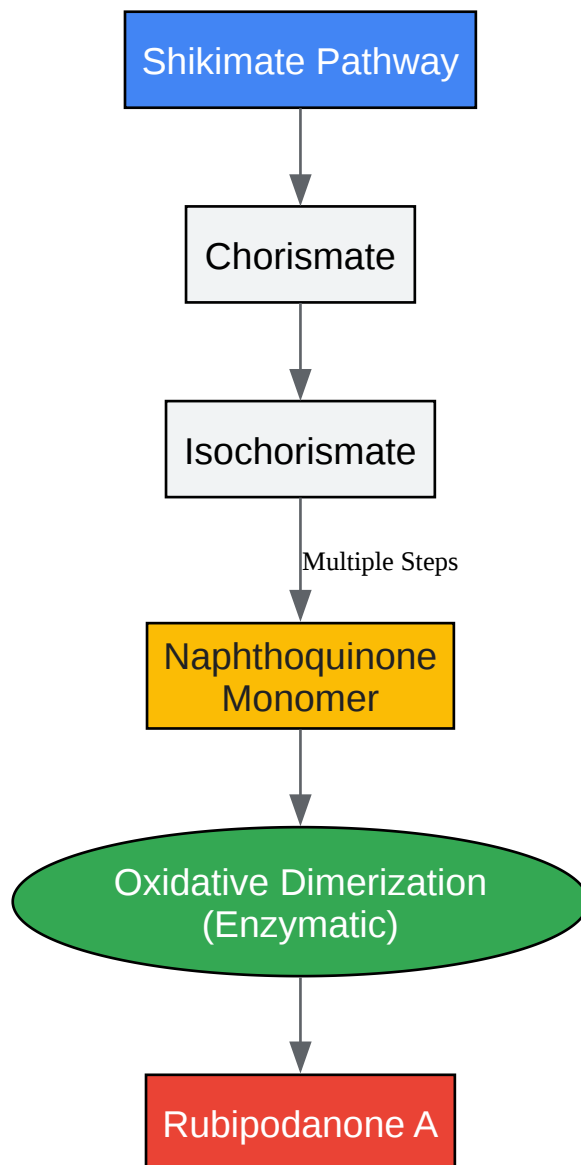 Shikimate Pathway
Chorismate
Isochorismate
Multiple Steps
Naphthoquinone
Monomer
Oxidative Dimerization
(Enzymatic)
Rubipodanone A